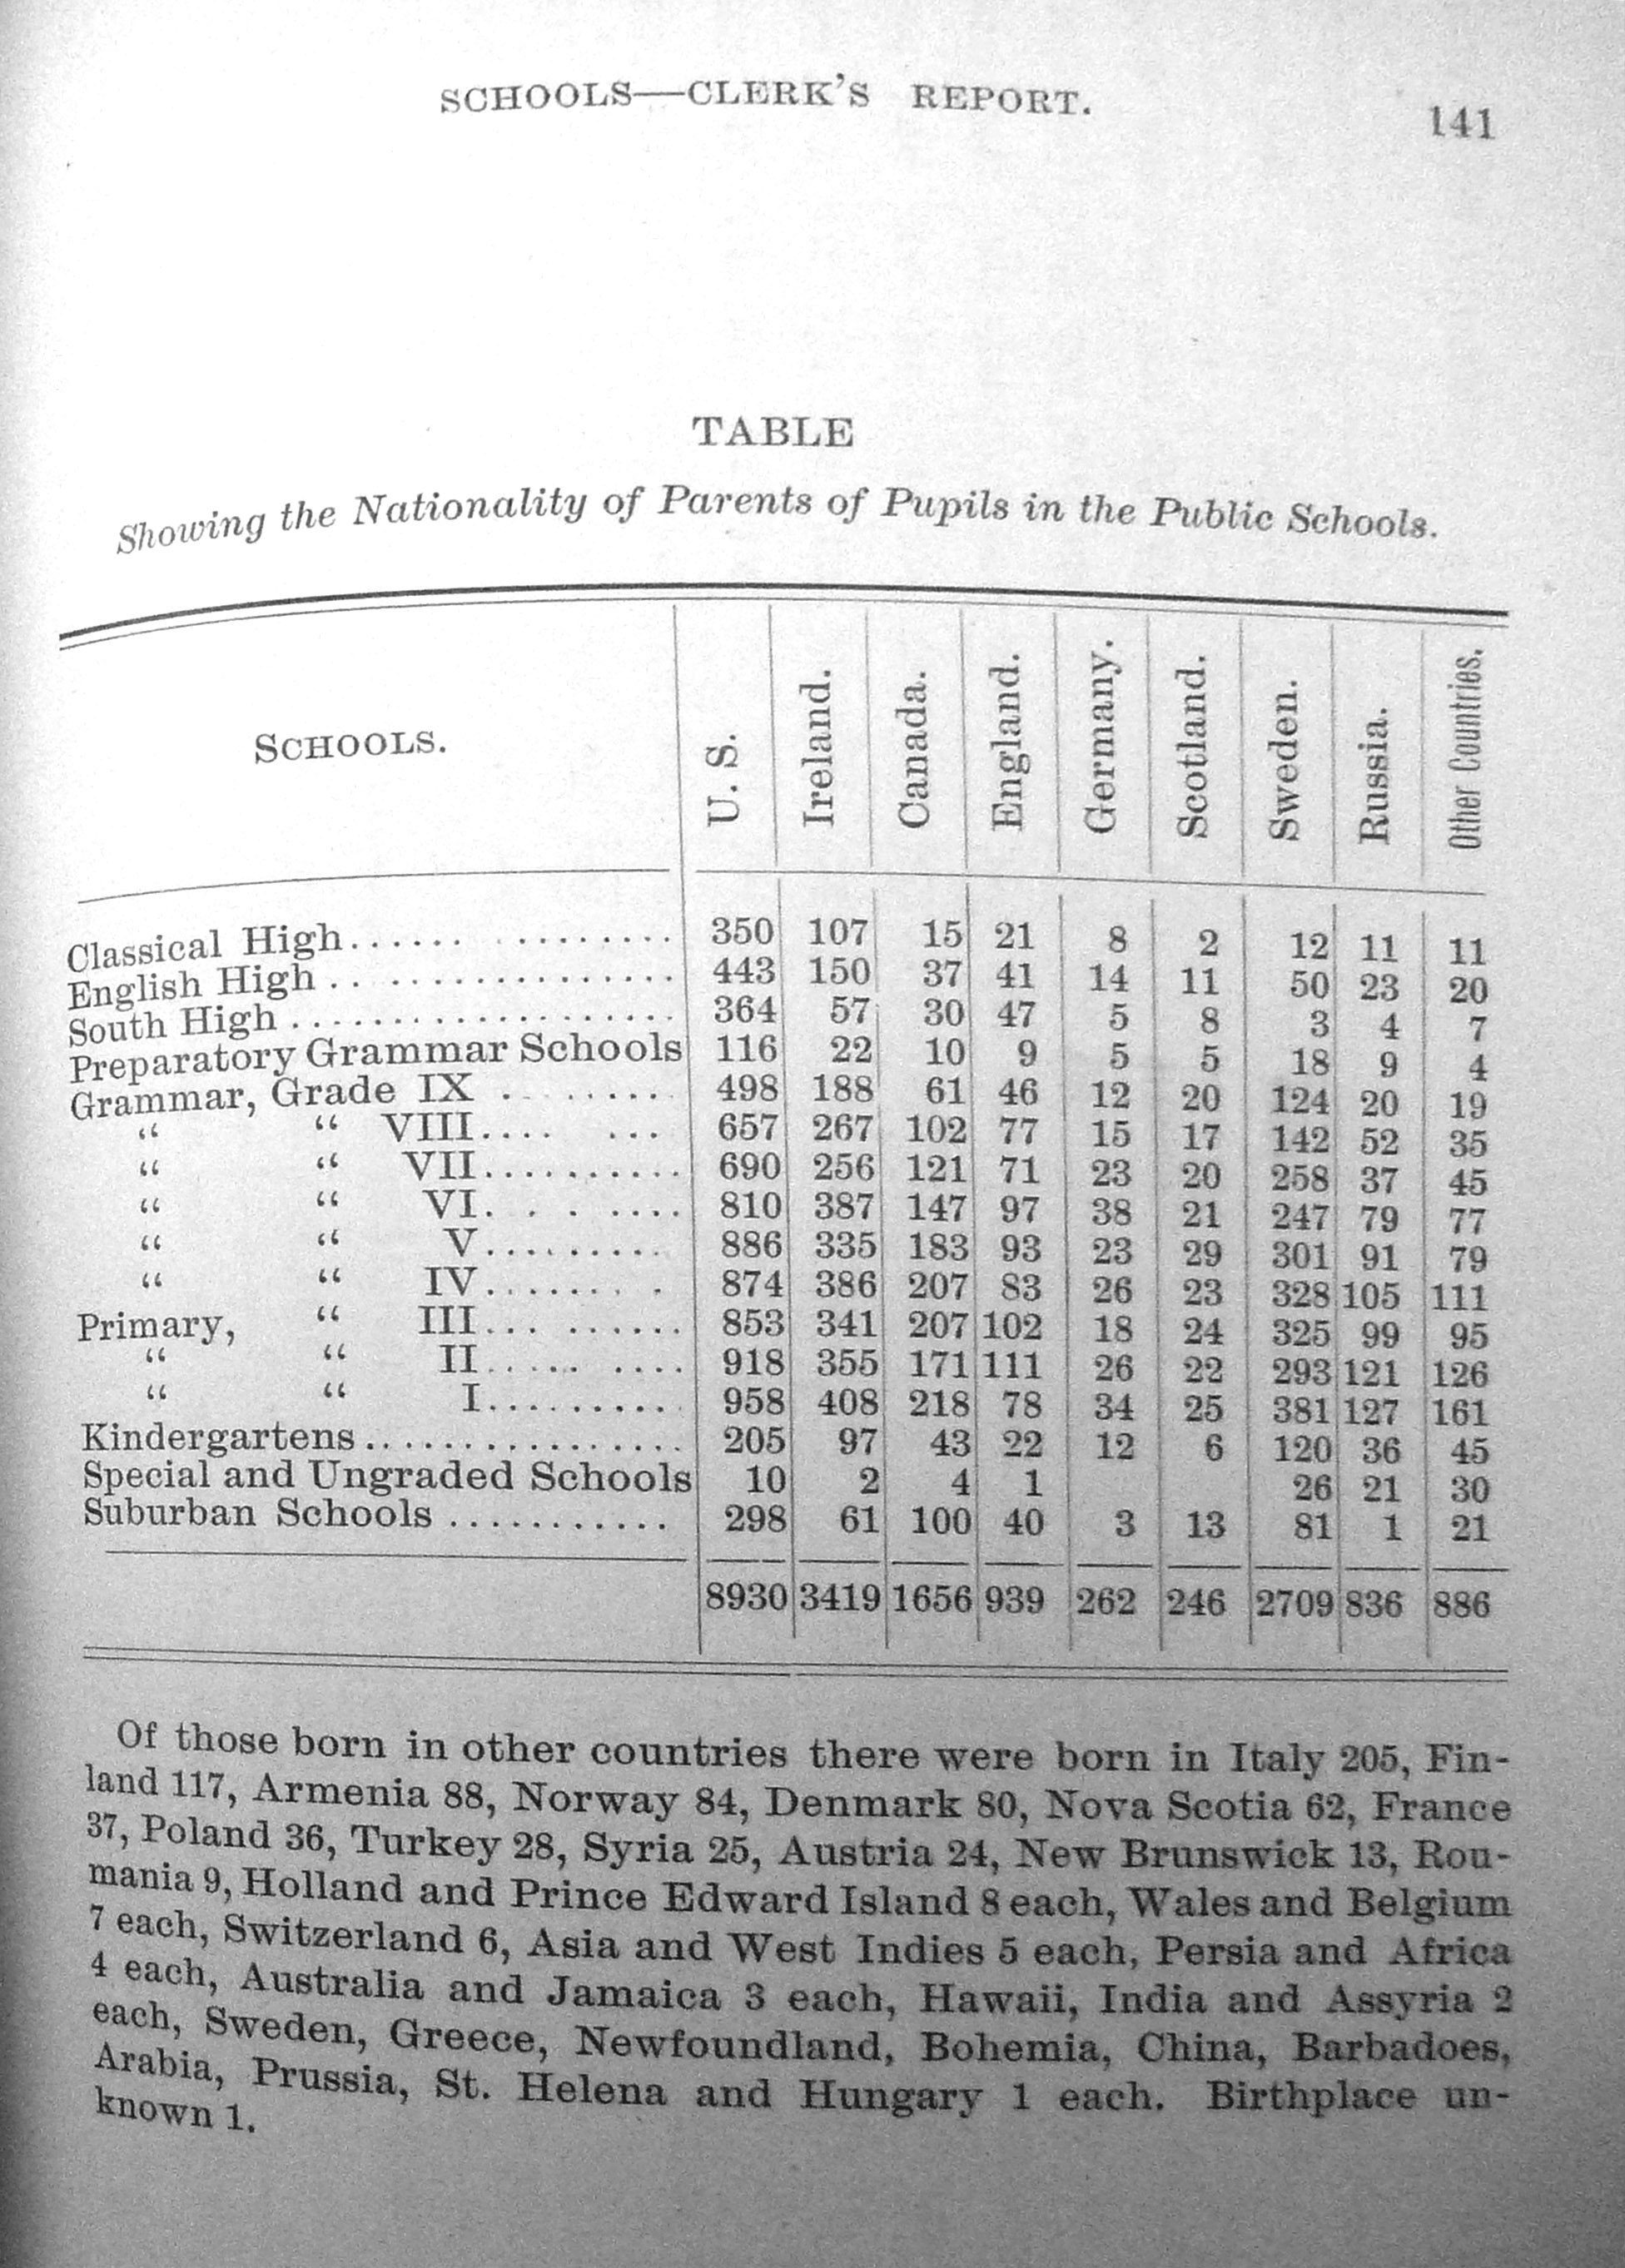 SCHOOLS—CLERK'S REPORT. 141
TABLE
Showing the Nationality of Parents of Pupils in the Public Schools.
SCHOOLS. U. S. Ireland. Canada. England. Germany. Scotland. Sweden. Russia. Other Countries.
Classical High...... ......... 350 107 15 21 8 2 12 11 11
English High ................. 443 150 37 41 14 11 50 23 20
South High ................... 364 57 30 47 5 8 3 4 7
Preparatory Grammar Schools 116 22 10 9 5 5 18 9 4
Grammar, Grade IX ......... 498 188 61 46 12 20 124 20 19
“ “ VIII.... ... 657 267 102 77 15 17 142 52 35
“ “ VII.......... 690 256 121 71 23 20 258 37 45
“ “ VI. . . . .... 810 387 147 97 38 21 247 79 77
“ “ V......... 886 335 183 93 23 29 301 91 79
“ “ IV........ . 874 386 207 83 26 23 328 105 111
Primary, “ III... ...... 853 341 207 102 18 24 325 99 95
“ “ II..... .... 918 355 171 111 26 22 293 121 126
“ “ I.......... 958 408 218 78 34 25 381 127 161
Kindergartens................ 205 97 43 22 12 6 120 36 45
Special and Ungraded Schools 10 2 4 1 26 21 30
Suburban Schools ........... 298 61 100 40 3 13 81 1 21
8930 3419 1656 939 262 246 2709 836 886
Of those born in other countries there were born in Italy 205, Fin-
land 117, Armenia 88, Norway 84, Denmark 80, Nova Scotia 62, France
37, Poland 36, Turkey 28, Syria 25, Austria 24, New Brunswick 13, Rou-
mania 9, Holland and Prince Edward Island 8 each, Wales and Belgium
7 each, Switzerland 6, Asia and West Indies 5 each, Persia and Africa
4 each, Australia and Jamaica 3 each, Hawaii, India and Assyria 2
each, Sweden, Greece, Newfoundland, Bohemia, China, Barbadoes,
Arabia, Prussia, St. Helena and Hungary 1 each. Birthplace un-
known 1.